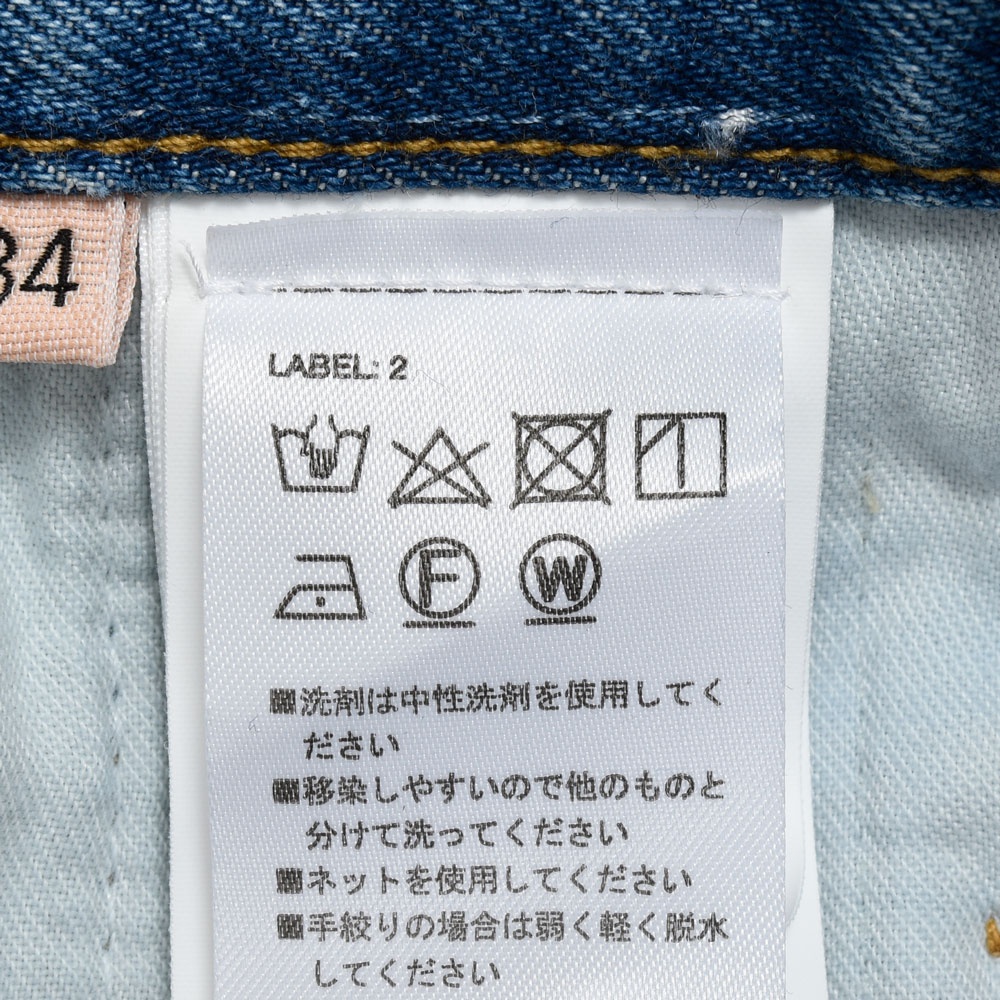 34
LABEL: 2
F W
■洗剤は中性洗剤を使用してく
ださい
■移染しやすいので他のものと
分けて洗ってください
■ネットを使用してください
■手絞りの場合は弱く軽く脱水
してください